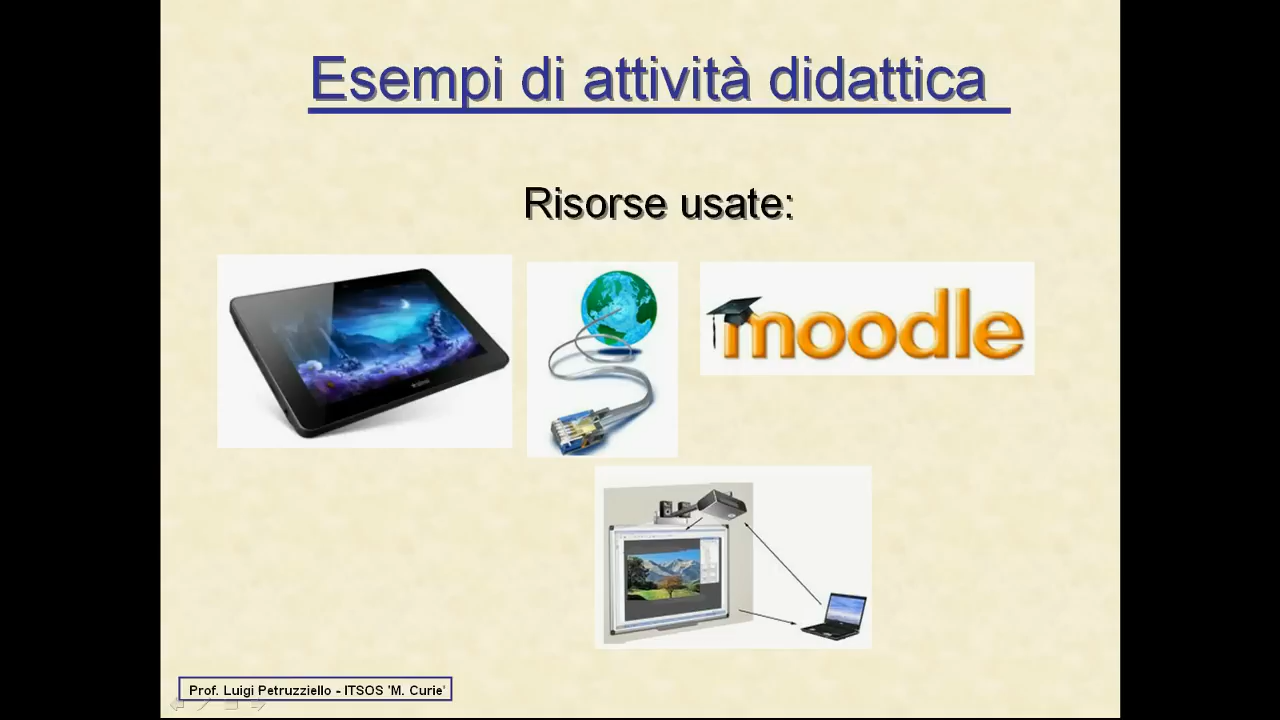 Esempi di attività didattica
Risorse usate:
moodle
Prof. Luigi Petruzziello - ITSOS 'M. Curie'